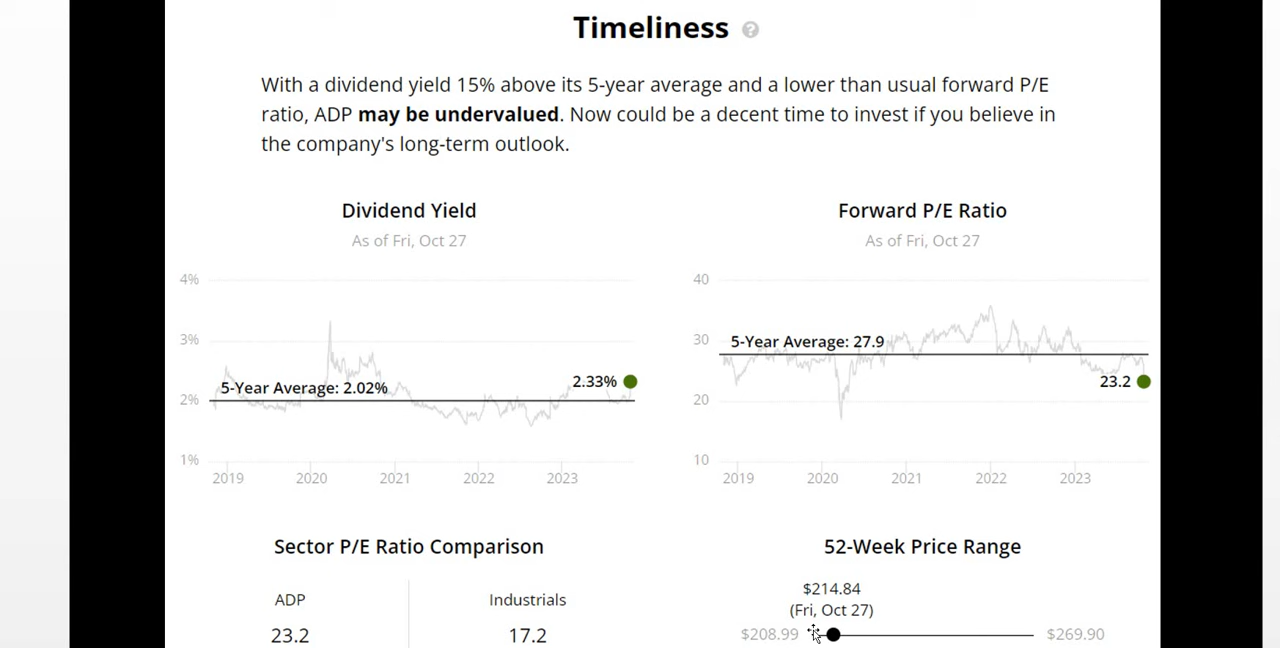 Timeliness ?
With a dividend yield 15% above its 5-year average and a lower than usual forward P/E
ratio, ADP may be undervalued. Now could be a decent time to invest if you believe in
the company's long-term outlook.
Dividend Yield
As of Fri, Oct 27
4%
3%
2%
1%
5-Year Average: 2.02%
2.33%
2019 2020 2021 2022 2023
Forward P/E Ratio
As of Fri, Oct 27
40
30
20
10
5-Year Average: 27.9
23.2
2019 2020 2021 2022 2023
Sector P/E Ratio Comparison
ADP Industrials
23.2 17.2
52-Week Price Range
$214.84
(Fri, Oct 27)
$208.99 $269.90